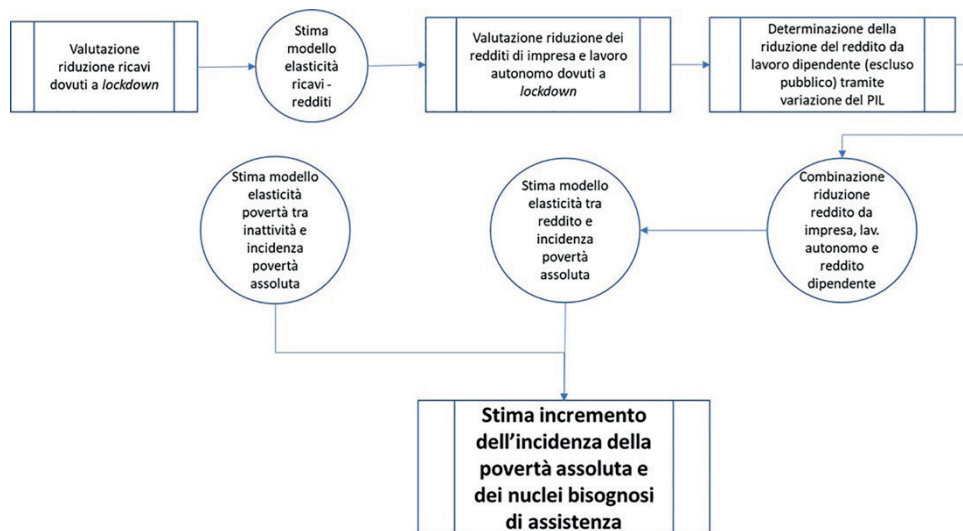 Valutazione
riduzione ricavi
dovuti a lockdown
Stima
modello
elasticità
ricavi -
redditi
Valutazione riduzione dei
redditi di impresa e lavoro
autonomo dovuti a
lockdown
Determinazione della
riduzione del reddito da
lavoro dipendente (escluso
pubblico) tramite
variazione del PIL
Stima modello
elasticità
povertà tra
inattività e
incidenza
povertà
assoluta
Stima modello
elasticità tra
reddito e
incidenza
povertà
assoluta
Combinazione
riduzione
reddito da
impresa, lav.
autonomo e
reddito
dipendente
Stima incremento
dell’incidenza della
povertà assoluta e
dei nuclei bisognosi
di assistenza